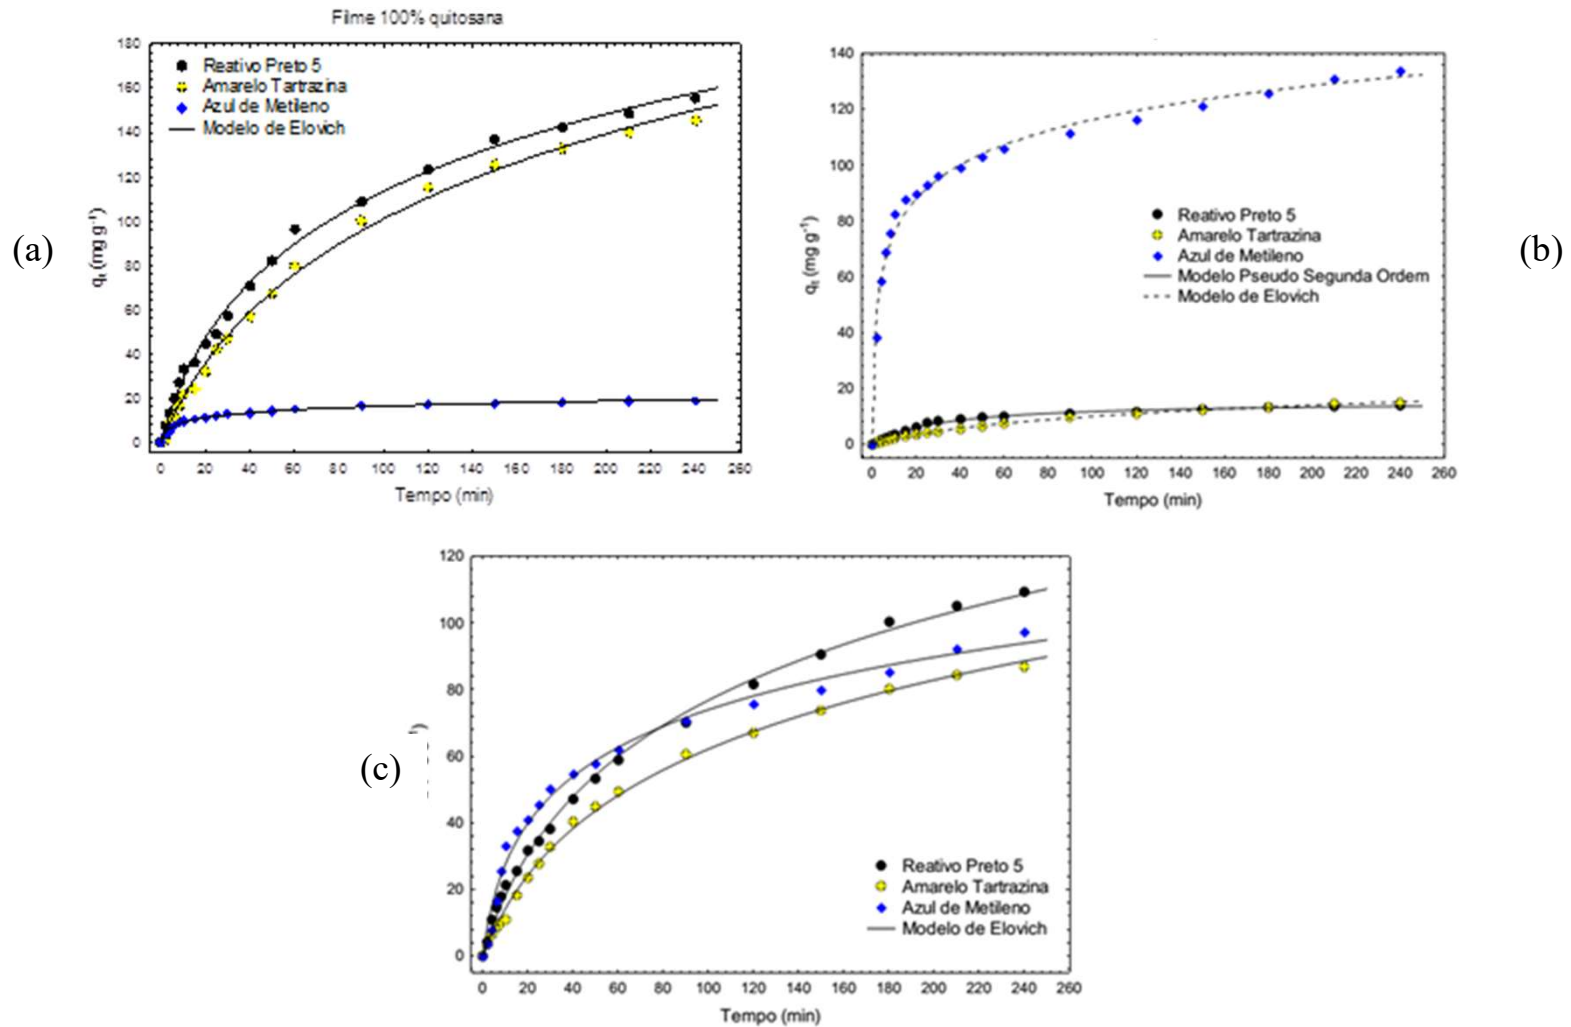 Filme 100% quitosana
180
160
140
120
100
80
60
40
20
0
Reativo Preto 5
Amarelo Tartrazina
Azul de Metileno
Modelo de Elovich
(a)
qt (mg g-1)
0 20 40 60 80 100 120 140 160 180 200 220 240 260
Tempo (min)
140
120
100
80
60
40
20
0
Reativo Preto 5
Amarelo Tartrazina
Azul de Metileno
Modelo Pseudo Segunda Ordem
Modelo de Elovich
(b)
qt (mg g-1)
0 20 40 60 80 100 120 140 160 180 200 220 240 260
Tempo (min)
120
100
80
60
40
20
0
(c)
Reativo Preto 5
Amarelo Tartrazina
Azul de Metileno
Modelo de Elovich
0 20 40 60 80 100 120 140 160 180 200 220 240 260
Tempo (min)